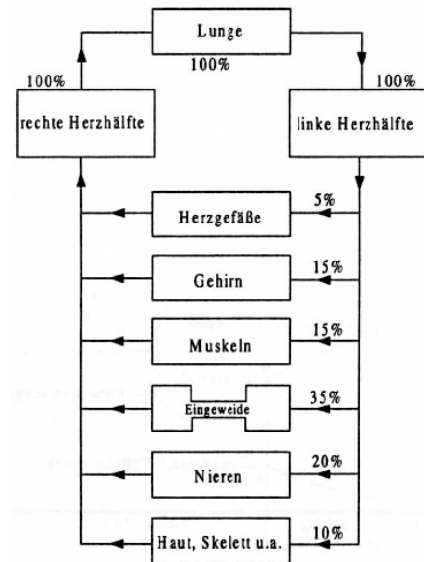 Lunge
100%
100%
100%
rechte Herzhälfte
linke Herzhälfte
5%
Herzgefäße
15%
Gehirn
15%
Muskeln
35%
Eingeweide
20%
Nieren
10%
Haut, Skelett u.a.